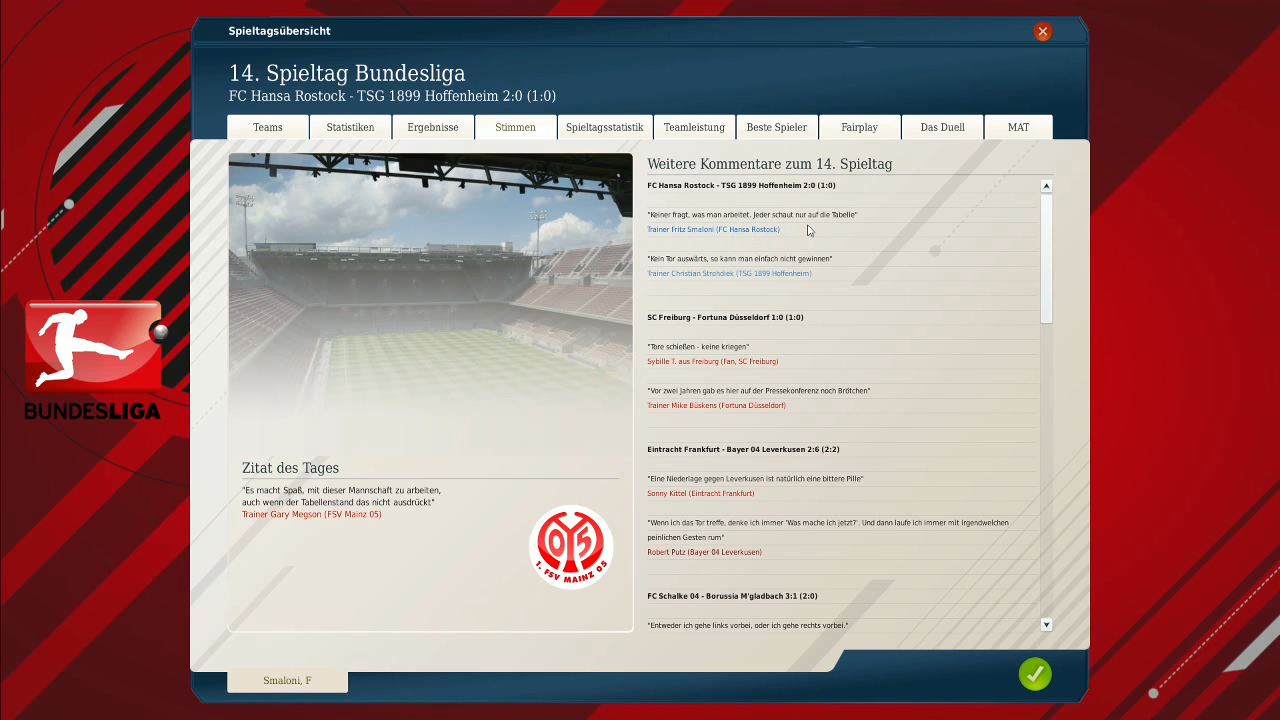 Spieltagsübersicht
14. Spieltag Bundesliga
FC Hansa Rostock - TSG 1899 Hoffenheim 2:0 (1:0)
Teams
Statistiken
Ergebnisse
Stimmen
Spieltagsstatistik
Teamleistung
Beste Spieler
Fairplay
Das Duell
MAT
Weitere Kommentare zum 14. Spieltag
FC Hansa Rostock - TSG 1899 Hoffenheim 2:0 (1:0)
"Keiner fragt, was man arbeitet. Jeder schaut nur auf die Tabelle"
Trainer Fritz Smaloni (FC Hansa Rostock)
"Kein Tor auswärts, so kann man einfach nicht gewinnen"
Trainer Christian Strohdiek (TSG 1899 Hoffenheim)
SC Freiburg - Fortuna Düsseldorf 1:0 (1:0)
"Tore schießen - keine kriegen"
Sybille T. aus Freiburg (Fan, SC Freiburg)
"Vor zwei Jahren gab es hier auf der Pressekonferenz noch Brötchen"
Trainer Mike Büskens (Fortuna Düsseldorf)
Eintracht Frankfurt - Bayer 04 Leverkusen 2:6 (2:2)
"Eine Niederlage gegen Leverkusen ist natürlich eine bittere Pille"
Sonny Kittel (Eintracht Frankfurt)
"Wenn ich das Tor treffe, denke ich immer 'Was mache ich jetzt?'. Und dann laufe ich immer mit irgendwelchen
peinlichen Gesten rum"
Robert Putz (Bayer 04 Leverkusen)
FC Schalke 04 - Borussia M'gladbach 3:1 (2:0)
"Entweder ich gehe links vorbei, oder ich gehe rechts vorbei."
Zitat des Tages
"Es macht Spaß, mit dieser Mannschaft zu arbeiten,
auch wenn der Tabellenstand das nicht ausdrückt"
Trainer Gary Megson (FSV Mainz 05)
1. FSV MAINZ 05
BUNDESLIGA
Smaloni, F